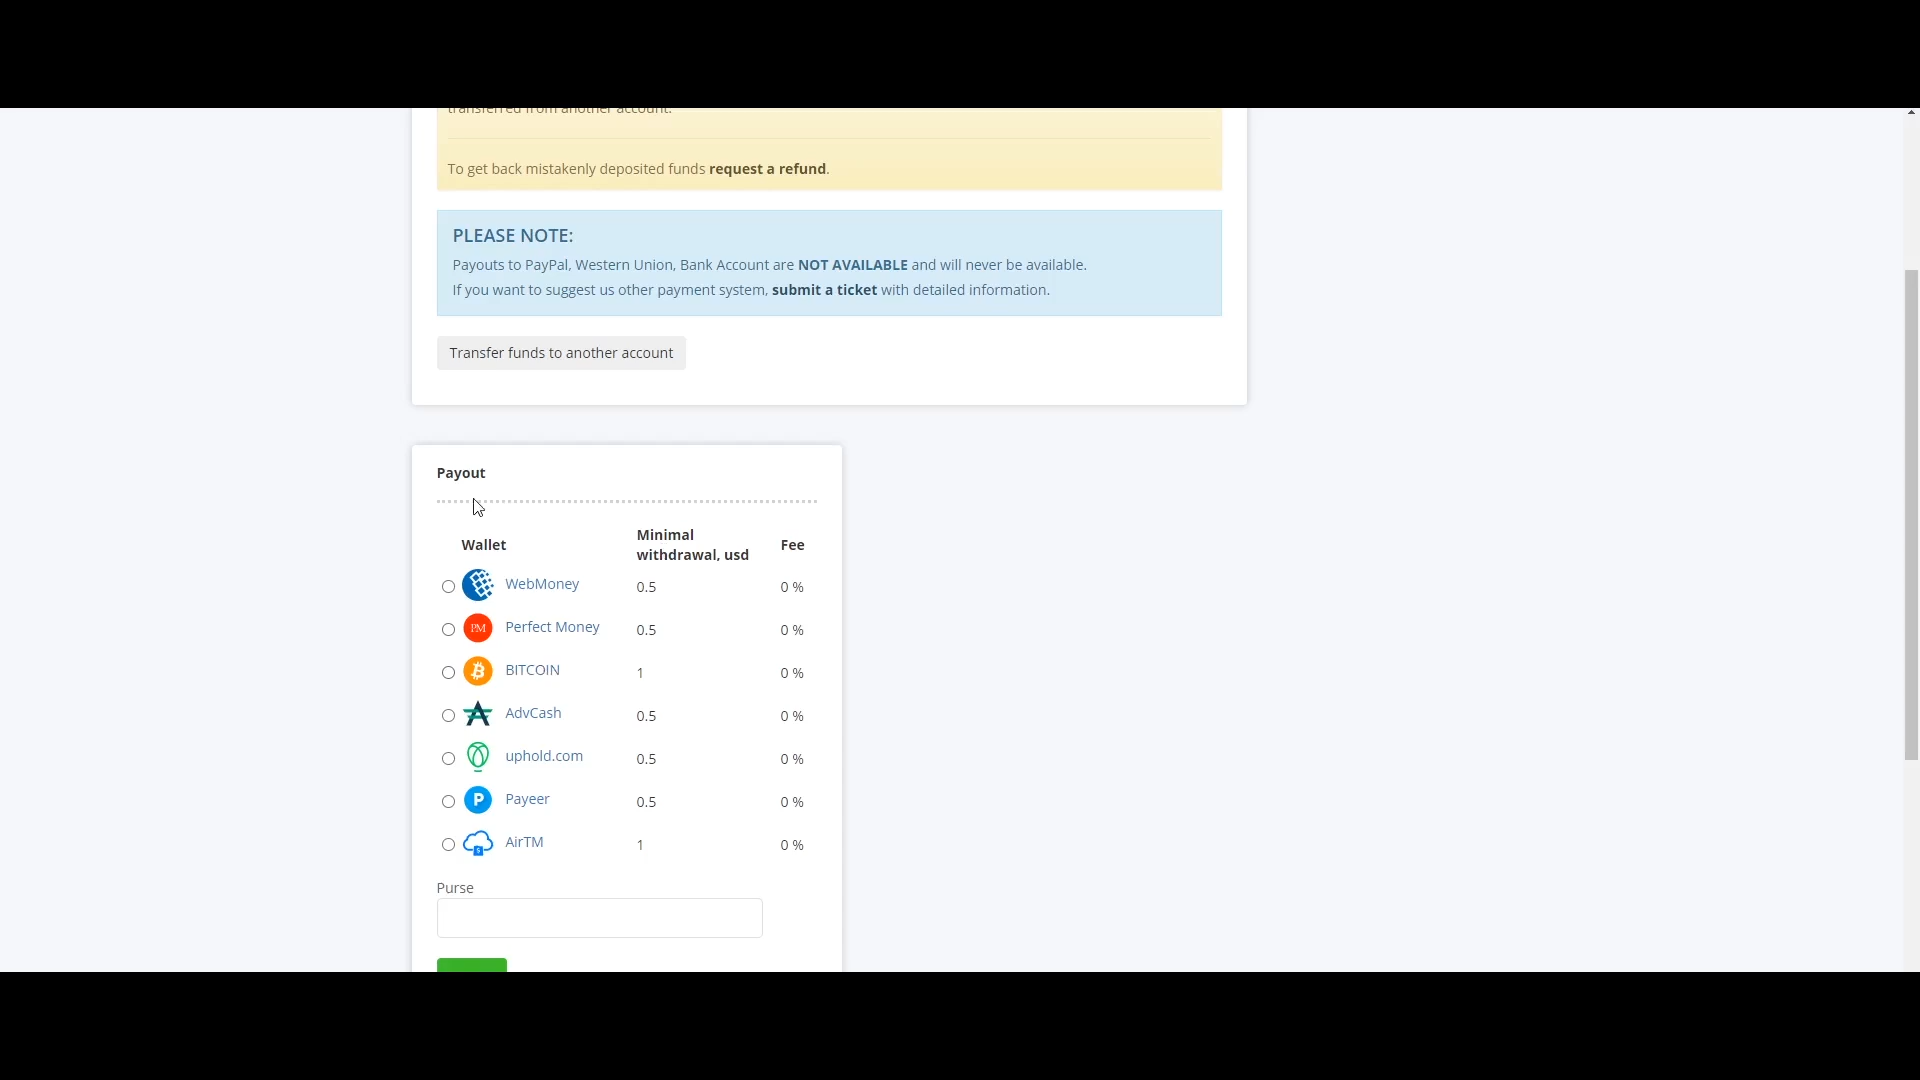 transferred from another account.
To get back mistakenly deposited funds request a refund.
PLEASE NOTE:
Payouts to PayPal, Western Union, Bank Account are NOT AVAILABLE and will never be available.
If you want to suggest us other payment system, submit a ticket with detailed information.
Transfer funds to another account
Payout
Wallet Minimal withdrawal, usd Fee
WebMoney 0.5 0 %
PM Perfect Money 0.5 0 %
BITCOIN 1 0 %
AdvCash 0.5 0 %
uphold.com 0.5 0 %
P Payeer 0.5 0 %
AirTM 1 0 %
Purse